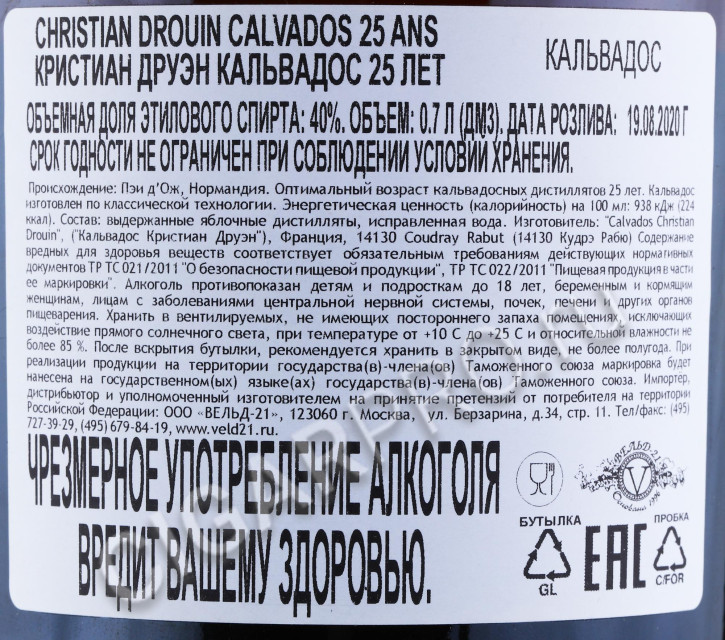 CHRISTIAN DROUIN CALVADOS 25 ANS
КРИСТИАН ДРУЭН КАЛЬВАДОС 25 ЛЕТ
КАЛЬВАДОС
ОБЪЕМНАЯ ДОЛЯ ЭТИЛОВОГО СПИРТА: 40%. ОБЪЕМ: 0.7 Л (ДМ3). ДАТА РОЗЛИВА: 19.08.2020 Г
СРОК ГОДНОСТИ НЕ ОГРАНИЧЕН ПРИ СОБЛЮДЕНИИ УСЛОВИЙ ХРАНЕНИЯ.
Происхождение: Пэи д'Ож, Нормандия. Оптимальный возраст кальвадосных дистиллятов 25 лет. Кальвадос
изготовлен по классической технологии. Энергетическая ценность (калорийность) на 100 мл: 938 кДж (224
ккал). Состав: выдержанные яблочные дистилляты, исправленная вода. Изготовитель: "Calvados Christian
Drouin", ("Кальвадос Кристиан Друэн"), Франция, 14130 Coudray Rabut (14130 Кудрэ Рабю) Содержание
вредных для здоровья веществ соответствует обязательным требованиям действующих нормативных
документов ТР ТС 021/2011 "О безопасности пищевой продукции", ТР ТС 022/2011 "Пищевая продукция в части
ее маркировки". Алкоголь противопоказан детям и подросткам до 18 лет, беременным и кормящим
женщинам, лицам с заболеваниями центральной нервной системы, почек, печени и других органов
пищеварения. Хранить в вентилируемых, не имеющих постороннего запаха помещениях, исключающих
воздействие прямого солнечного света, при температуре от +10 С до +25 С и относительной влажности не
более 85 %. После вскрытия бутылки, рекомендуется хранить в закрытом виде, не более полугода. При
реализации продукции на территории государства(в)-члена(ов) Таможенного союза маркировка будет
нанесена на государственном(ых) языке(ах) государств(в)-члена(ов) Таможенного союза. Импортер,
дистрибьютор и уполномоченный изготовителем на принятие претензий от потребителя на территории
Российской Федерации: ООО «ВЕЛЬД-21», 123060 г. Москва, ул. Берзарина, д.34, стр. 11. Тел/факс: (495)
727-39-29, (495) 679-84-19, www.veld21.ru.
ЧРЕЗМЕРНОЕ УПОТРЕБЛЕНИЕ АЛКОГОЛЯ
ВРЕДИТ ВАШЕМУ ЗДОРОВЬЮ.
ВЕЛЬД-21
V
Основана 1996
БУТЫЛКА
GL
EAC
ПРОБКА
C/FOR
CIGARPRO.ru